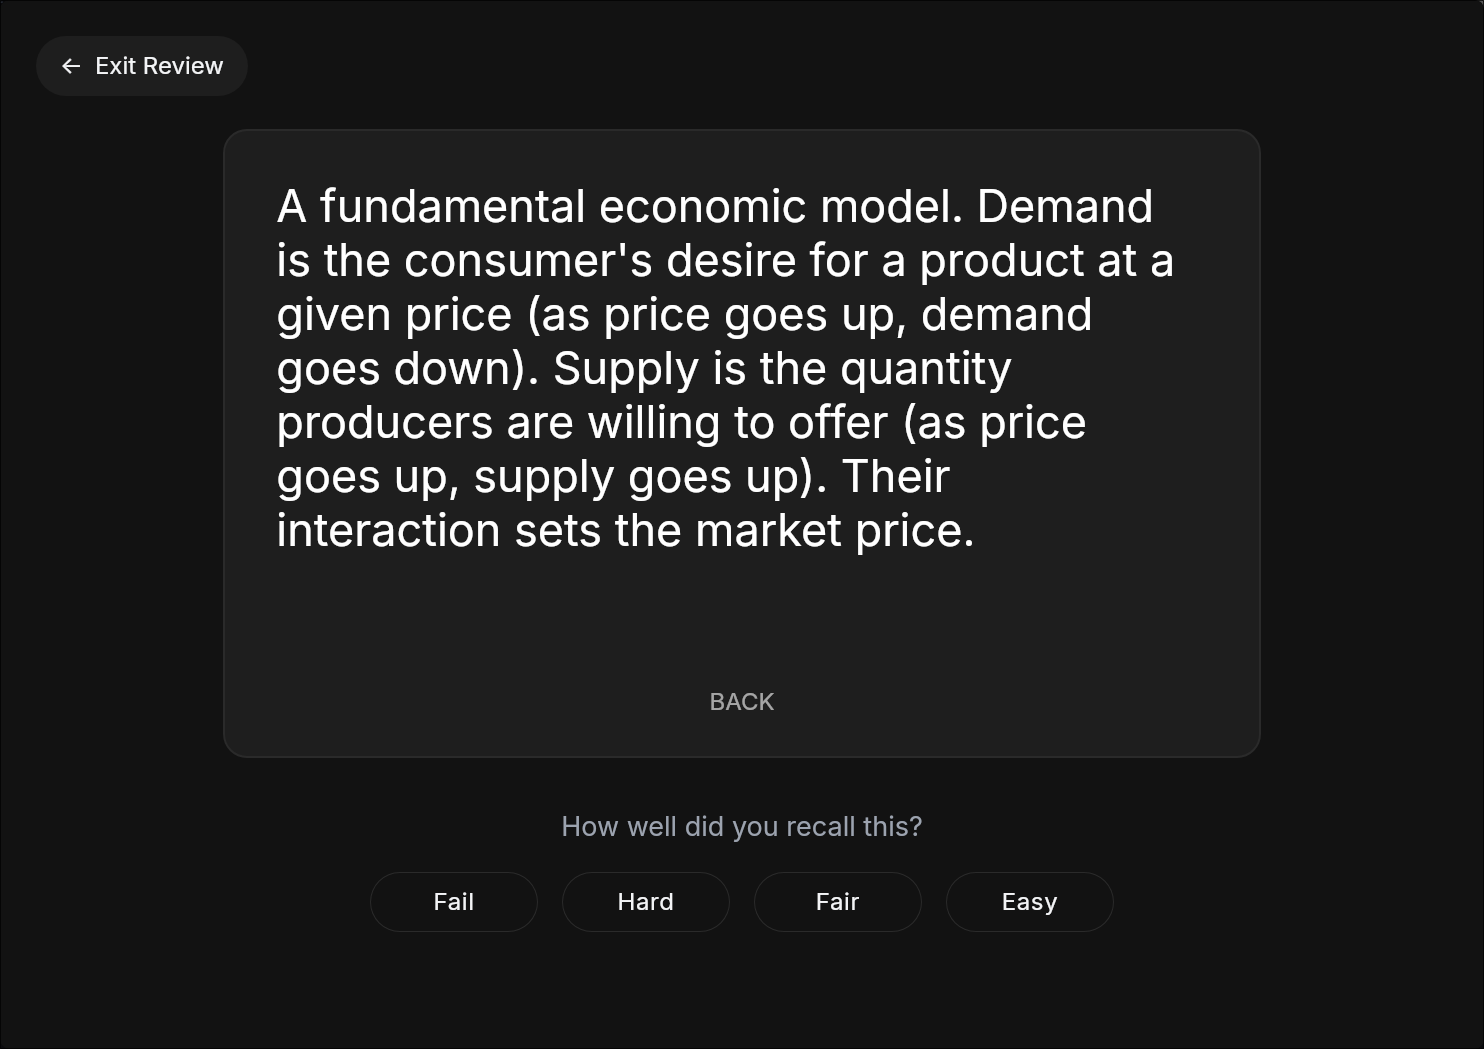 ← Exit Review
A fundamental economic model. Demand
is the consumer's desire for a product at a
given price (as price goes up, demand
goes down). Supply is the quantity
producers are willing to offer (as price
goes up, supply goes up). Their
interaction sets the market price.
BACK
How well did you recall this?
Fail
Hard
Fair
Easy